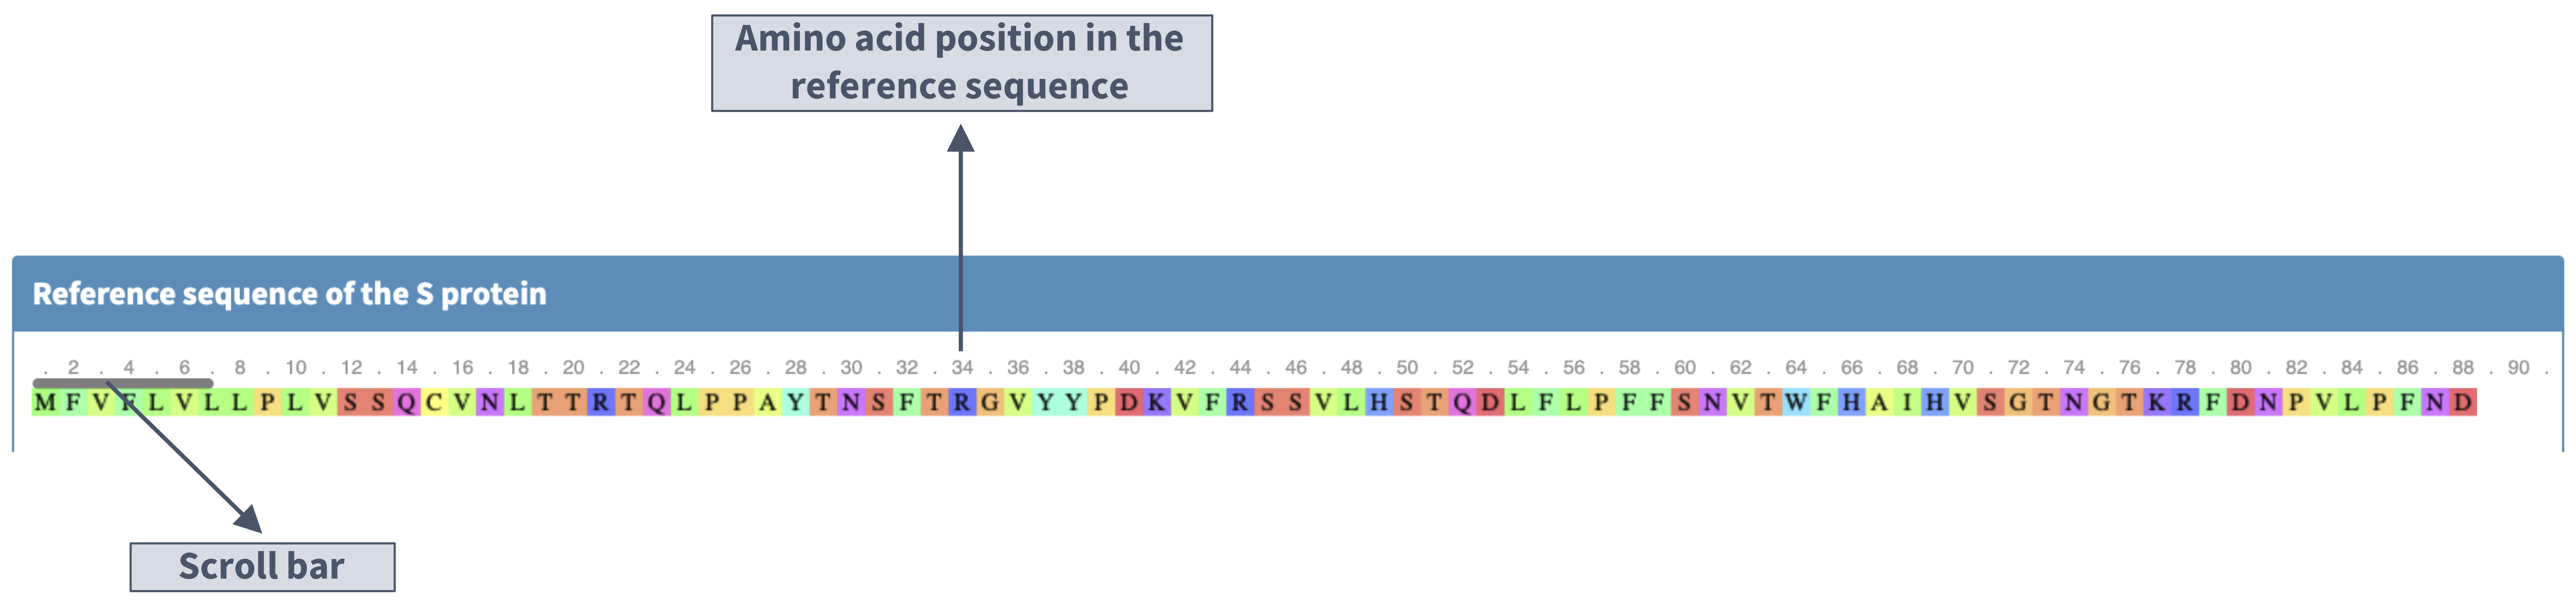 Amino acid position in the
reference sequence
Reference sequence of the S protein
. 2 . 4 . 6 . 8 . 10 . 12 . 14 . 16 . 18 . 20 . 22 . 24 . 26 . 28 . 30 . 32 . 34 . 36 . 38 . 40 . 42 . 44 . 46 . 48 . 50 . 52 . 54 . 56 . 58 . 60 . 62 . 64 . 66 . 68 . 70 . 72 . 74 . 76 . 78 . 80 . 82 . 84 . 86 . 88 . 90 .
M F V F L V L L P L V S S Q C V N L T T R T Q L P P A Y T N S F T R G V Y Y P D K V F R S S V L H S T Q D L F L P F F S N V T W F H A I H V S G T N G T K R F D N P V L P F N D
Scroll bar